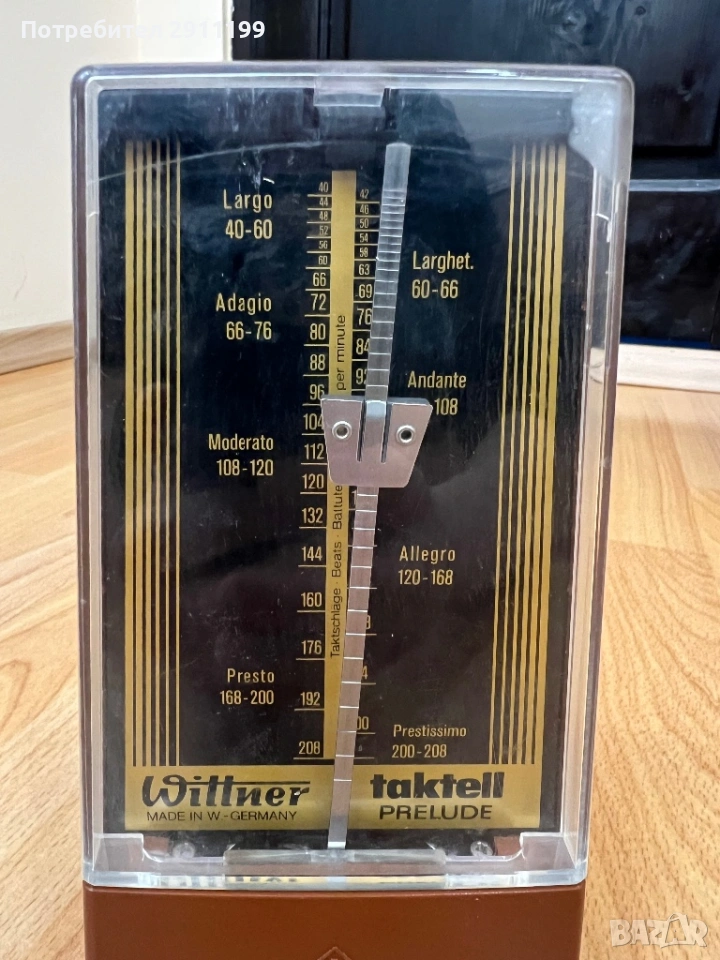 Потребител 2911199
Largo
40-60
Adagio
66-76
Moderato
108-120
Presto
168-200
40
44
48
52
56
60
66
72
80
88
96
104
112
120
132
144
160
176
192
208
Taktschläge · Beats · Battute
per minute
42
46
50
54
58
63
69
76
84
Larghet.
60-66
Andante
108
Allegro
120-168
Prestissimo
200-208
Wittner
MADE IN W.-GERMANY
taktell
PRELUDE
BAZAR